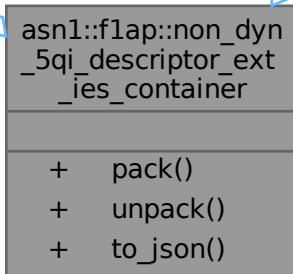 asn1::f1ap::non_dyn
_5qi_descriptor_ext
_ies_container
+ pack()
+ unpack()
+ to_json()